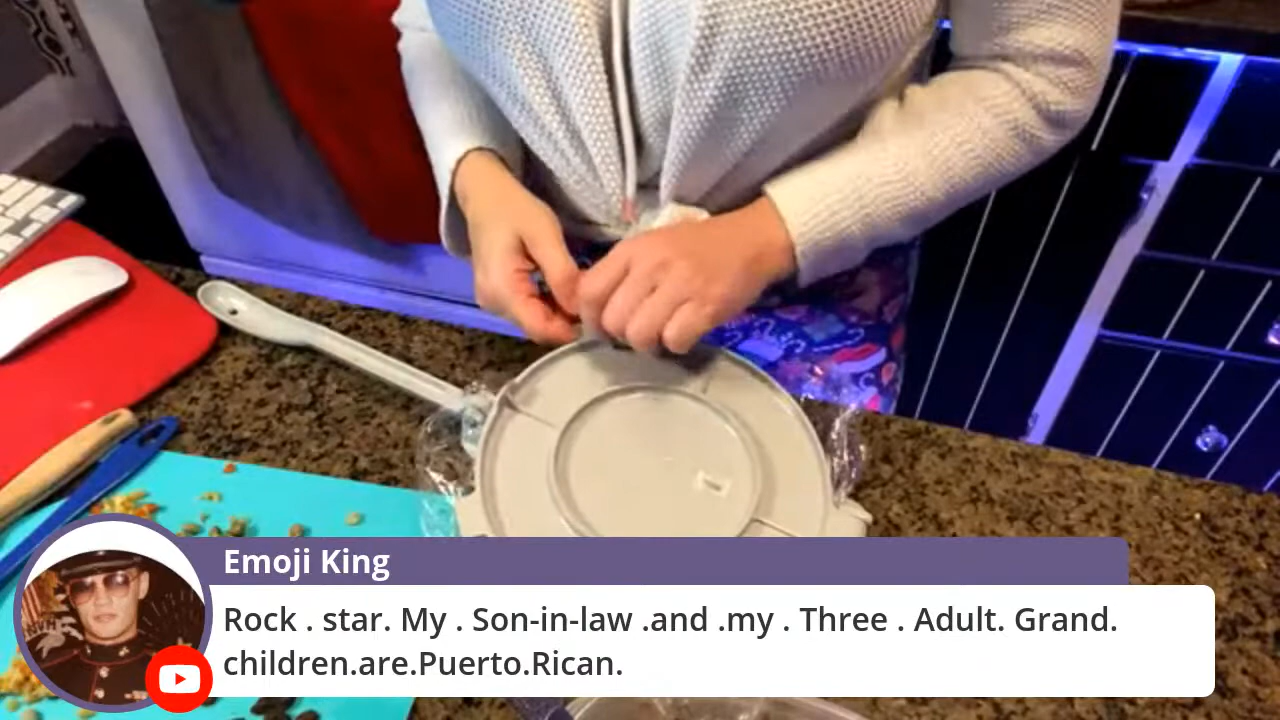 Emoji King
Rock . star. My . Son-in-law .and .my . Three . Adult. Grand.
children.are.Puerto.Rican.